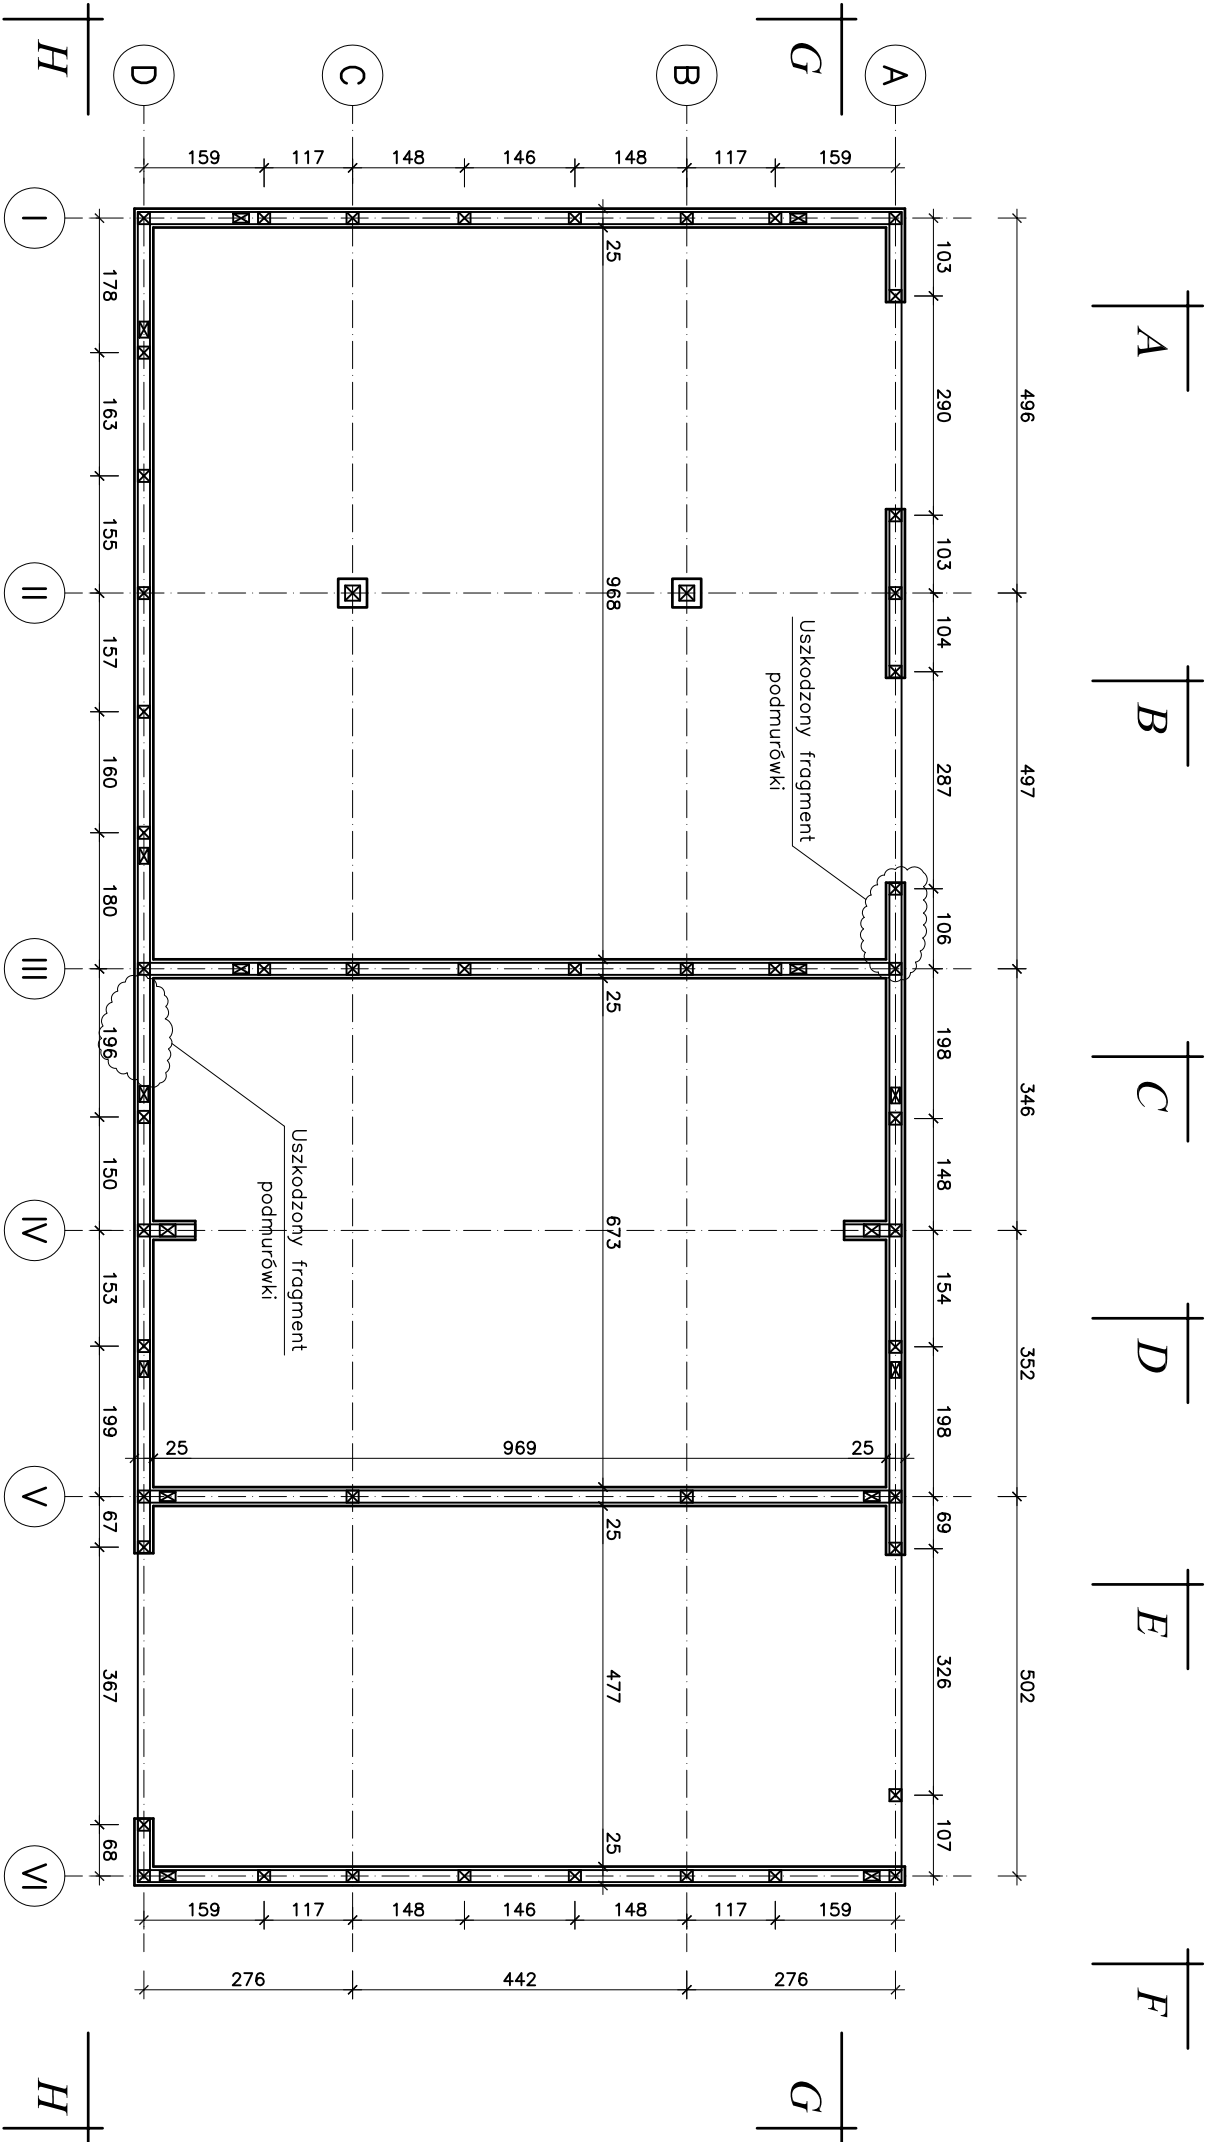 H
G
D
C
B
A
159
117
148
146
148
117
159
I
II
III
IV
V
VI
178
163
155
157
160
180
196
150
153
199
67
367
68
103
290
103
104
287
106
198
148
154
198
69
326
107
496
497
346
352
502
A
B
C
D
E
F
25
968
25
673
25
477
25
25
969
25
Uszkodzony fragment
podmurówki
Uszkodzony fragment
podmurówki
159
117
148
146
148
117
159
276
442
276
H
G